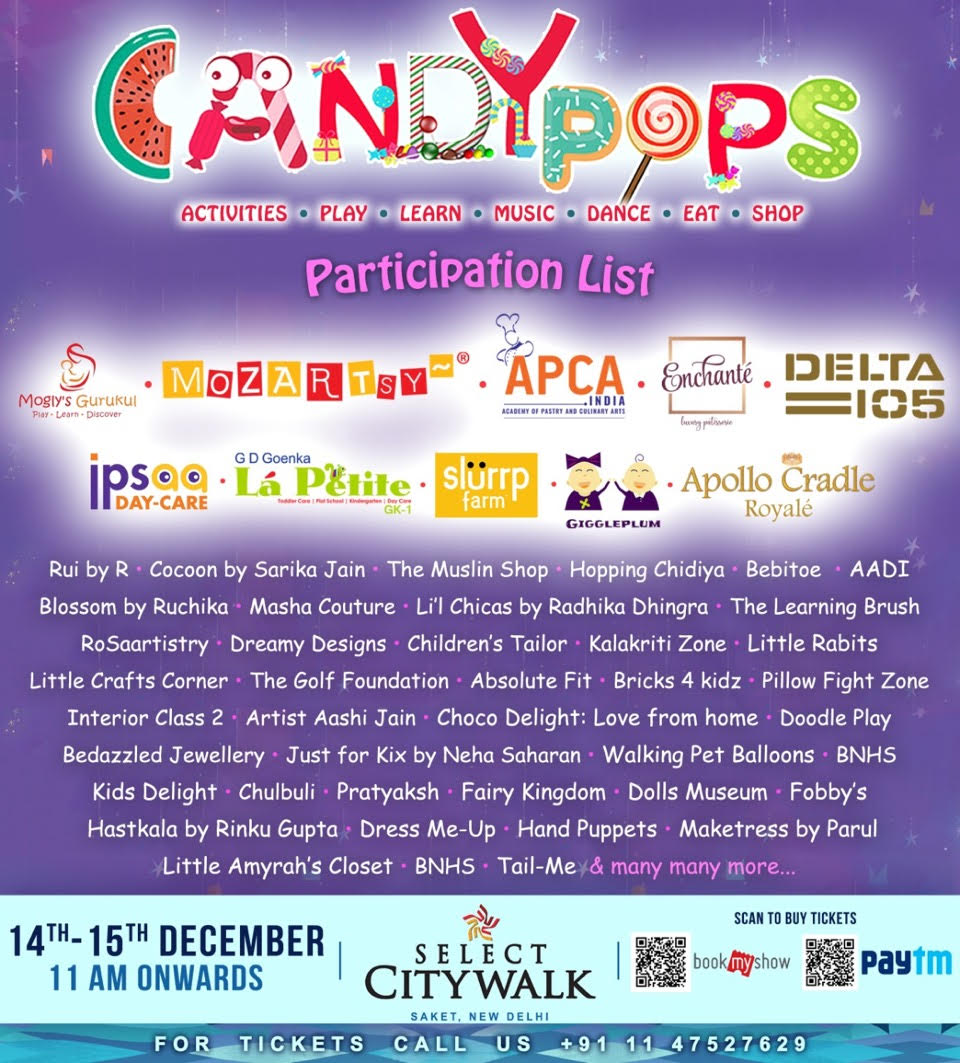 CANDYPOPS
ACTIVITIES • PLAY • LEARN • MUSIC • DANCE • EAT • SHOP
Participation List
Mogly's Gurukul
Play • Learn • Discover
MOZARTSY~®
APCA
.INDIA
ACADEMY OF PASTRY AND CULINARY ARTS
Enchanté
luxury patisserie
DELTA
105
ipsaa
DAY-CARE
G D Goenka
Lá Petite
Toddler Care | Plat School | Kindergarten | Day Care
GK-1
slürrp
farm
GIGGLEPLUM
Apollo Cradle
Royalé
Rui by R • Cocoon by Sarika Jain • The Muslin Shop • Hopping Chidiya • Bebitoe • AADI
Blossom by Ruchika • Masha Couture • Li'l Chicas by Radhika Dhingra • The Learning Brush
RoSaartistry • Dreamy Designs • Children's Tailor • Kalakriti Zone • Little Rabits
Little Crafts Corner • The Golf Foundation • Absolute Fit • Bricks 4 kidz • Pillow Fight Zone
Interior Class 2 • Artist Aashi Jain • Choco Delight: Love from home • Doodle Play
Bedazzled Jewellery • Just for Kix by Neha Saharan • Walking Pet Balloons • BNHS
Kids Delight • Chulbuli • Pratyaksh • Fairy Kingdom • Dolls Museum • Fobby's
Hastkala by Rinku Gupta • Dress Me-Up • Hand Puppets • Maketress by Parul
Little Amyrah's Closet • BNHS • Tail-Me & many many more...
14TH-15TH DECEMBER
11 AM ONWARDS
SELECT
CITYWALK
SAKET, NEW DELHI
SCAN TO BUY TICKETS
bookmyshow
paytm
FOR TICKETS CALL US +91 11 47527629